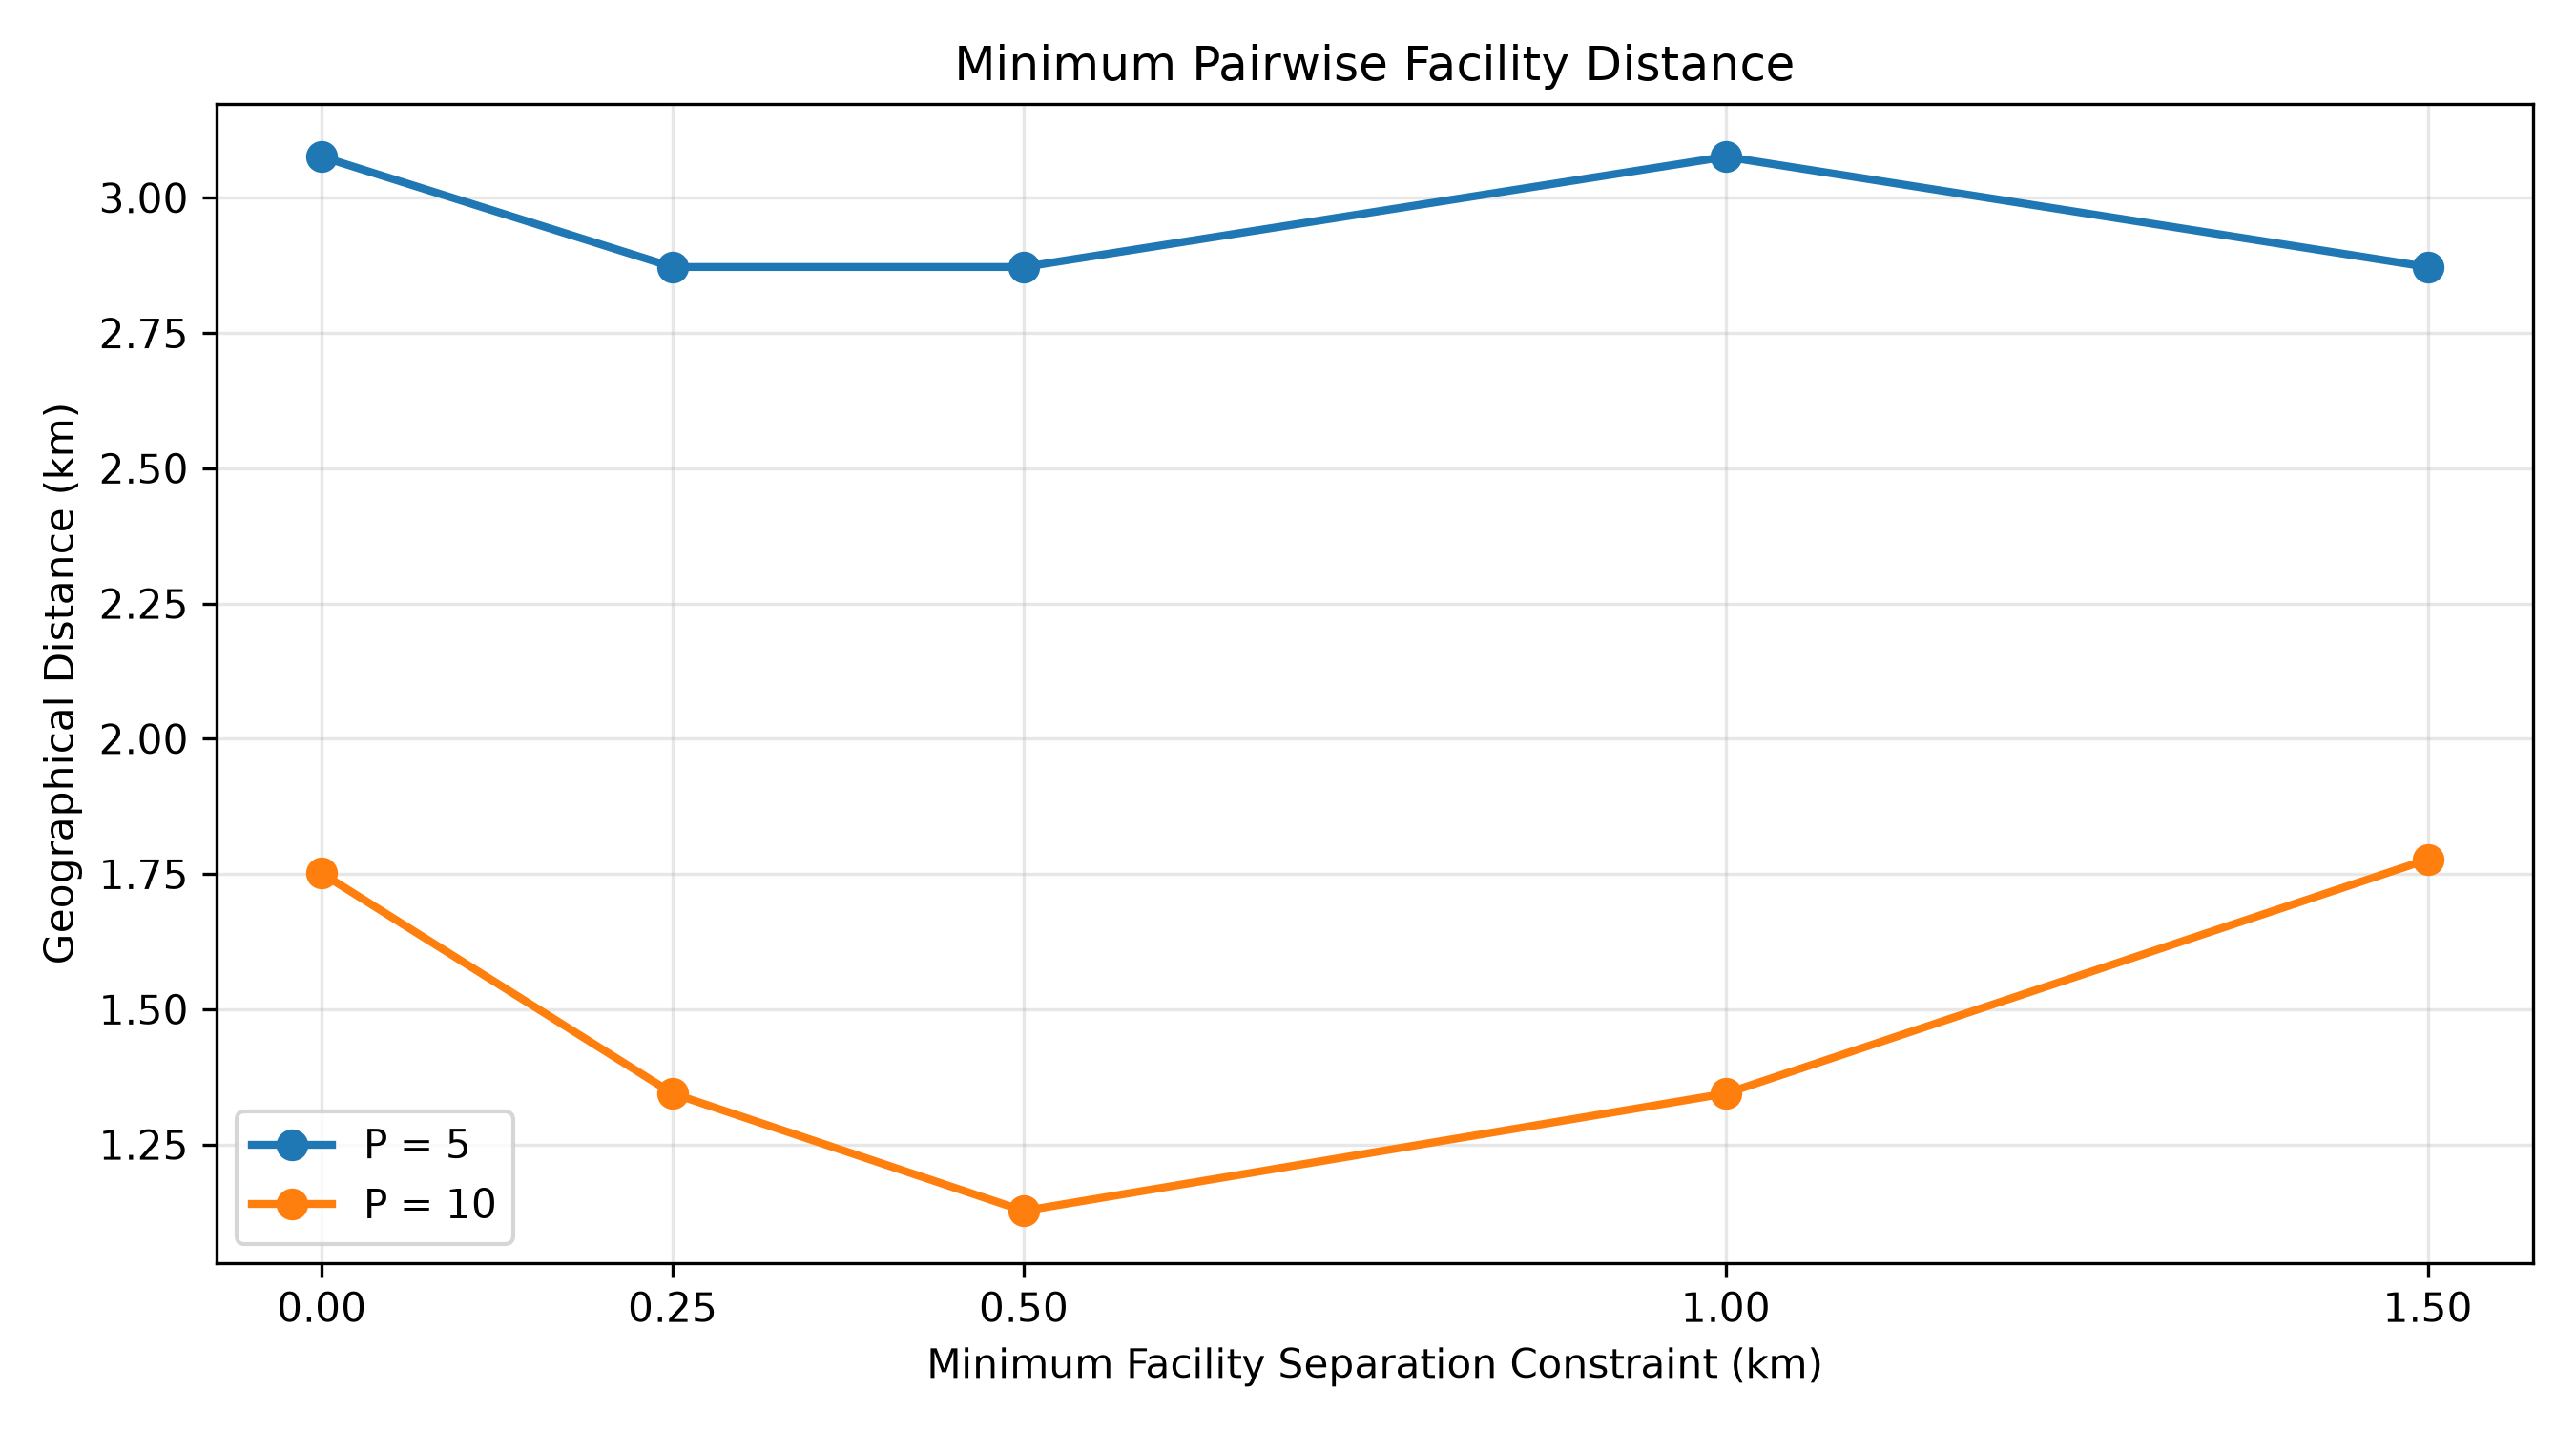 Minimum Pairwise Facility Distance
Geographical Distance (km)
3.00
2.75
2.50
2.25
2.00
1.75
1.50
1.25
P = 5
P = 10
0.00 0.25 0.50 1.00 1.50
Minimum Facility Separation Constraint (km)